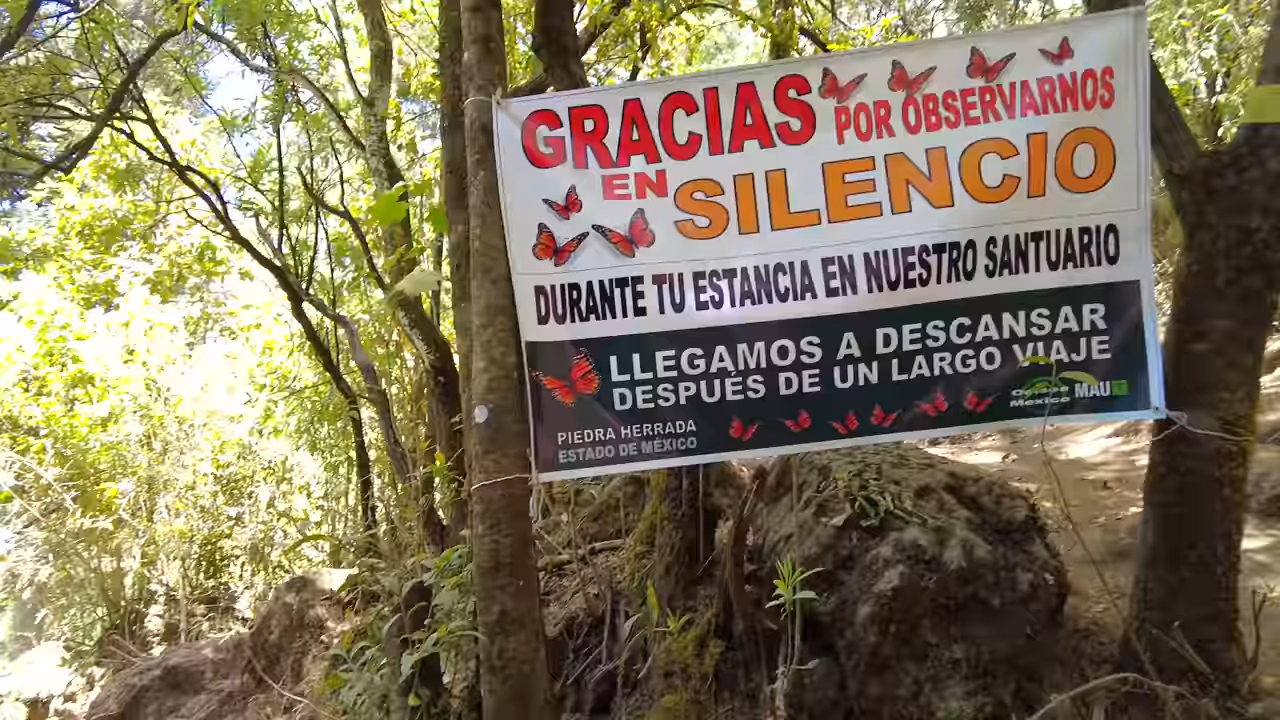 GRACIAS POR OBSERVARNOS
EN SILENCIO
DURANTE TU ESTANCIA EN NUESTRO SANTUARIO
LLEGAMOS A DESCANSAR
DESPUÉS DE UN LARGO VIAJE
PIEDRA HERRADA
ESTADO DE MÉXICO
México
MAU